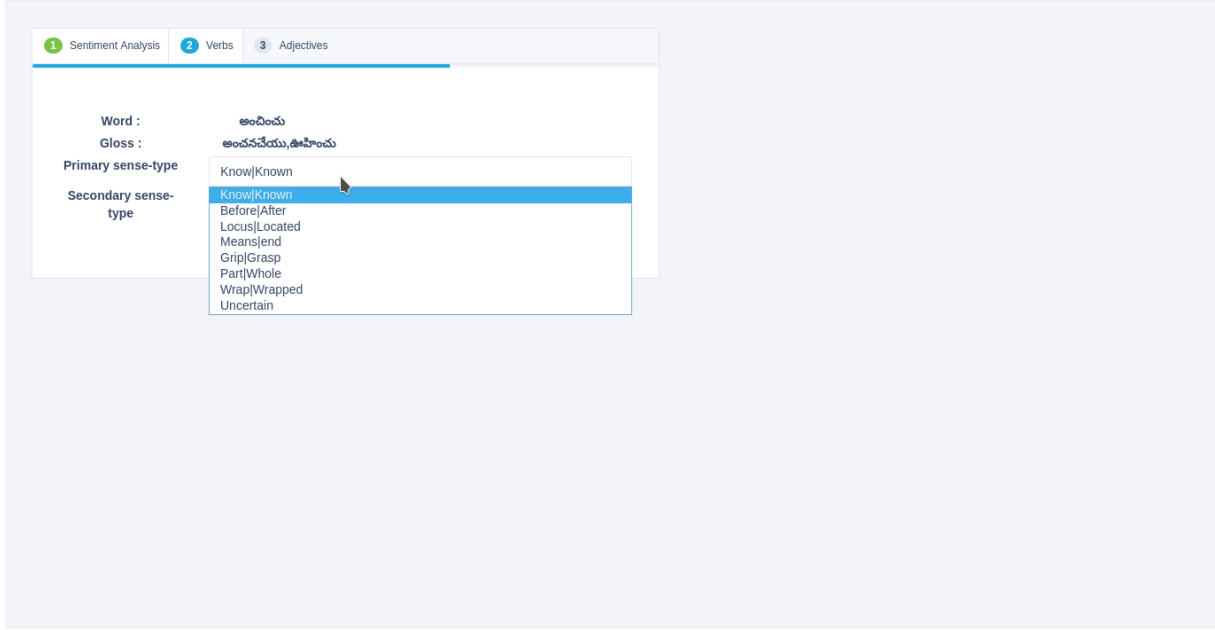 1 Sentiment Analysis 2 Verbs 3 Adjectives
Word : అంచించు
Gloss : అంచనచేయు,ఊహించు
Primary sense-type Know|Known
Secondary sense-type
Know|Known
Before|After
Locus|Located
Means|end
Grip|Grasp
Part|Whole
Wrap|Wrapped
Uncertain